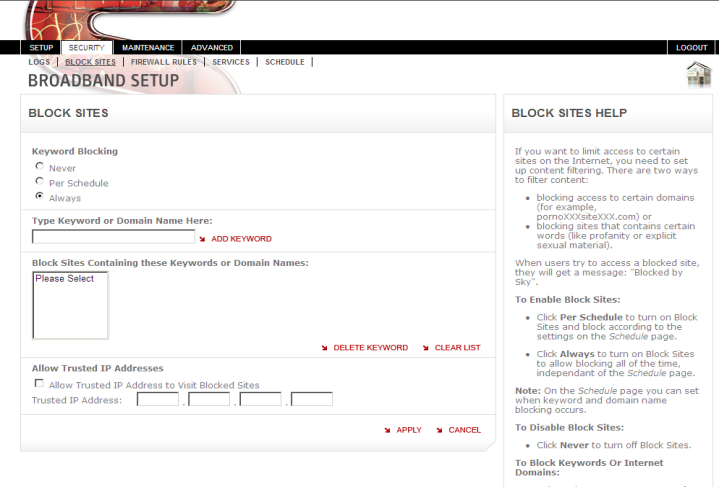 SETUP SECURITY MAINTENANCE ADVANCED LOGOUT
LOGS BLOCK SITES FIREWALL RULES SERVICES SCHEDULE
BROADBAND SETUP
BLOCK SITES
Keyword Blocking
Never
Per Schedule
Always
Type Keyword or Domain Name Here:
ADD KEYWORD
Block Sites Containing these Keywords or Domain Names:
Please Select
DELETE KEYWORD CLEAR LIST
Allow Trusted IP Addresses
Allow Trusted IP Address to Visit Blocked Sites
Trusted IP Address: . . .
APPLY CANCEL
BLOCK SITES HELP
If you want to limit access to certain
sites on the Internet, you need to set
up content filtering. There are two ways
to filter content:
• blocking access to certain domains
(for example,
pornoXXXsiteXXX.com) or
• blocking sites that contains certain
words (like profanity or explicit
sexual material).
When users try to access a blocked site,
they will get a message: "Blocked by
Sky".
To Enable Block Sites:
• Click Per Schedule to turn on Block
Sites and block according to the
settings on the Schedule page.
• Click Always to turn on Block Sites
to allow blocking all of the time,
independant of the Schedule page.
Note: On the Schedule page you can set
when keyword and domain name
blocking occurs.
To Disable Block Sites:
• Click Never to turn off Block Sites.
To Block Keywords Or Internet
Domains: